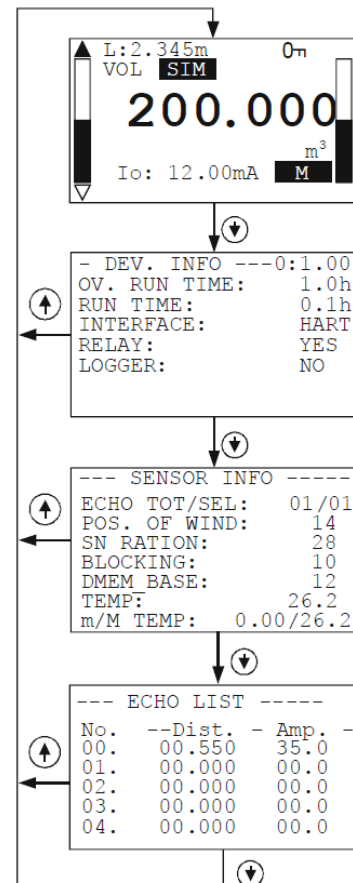 L:2.345m
VOL SIM
200.000
m³
Io: 12.00mA M
- DEV. INFO ---0:1.00
OV. RUN TIME: 1.0h
RUN TIME: 0.1h
INTERFACE: HART
RELAY: YES
LOGGER: NO
--- SENSOR INFO -----
ECHO TOT/SEL: 01/01
POS. OF WIND: 14
SN RATION: 28
BLOCKING: 10
DMEM BASE: 12
TEMP: 26.2
m/M TEMP: 0.00/26.2
--- ECHO LIST -----
No. --Dist. - Amp. -
00. 00.550 35.0
01. 00.000 00.0
02. 00.000 00.0
03. 00.000 00.0
04. 00.000 00.0